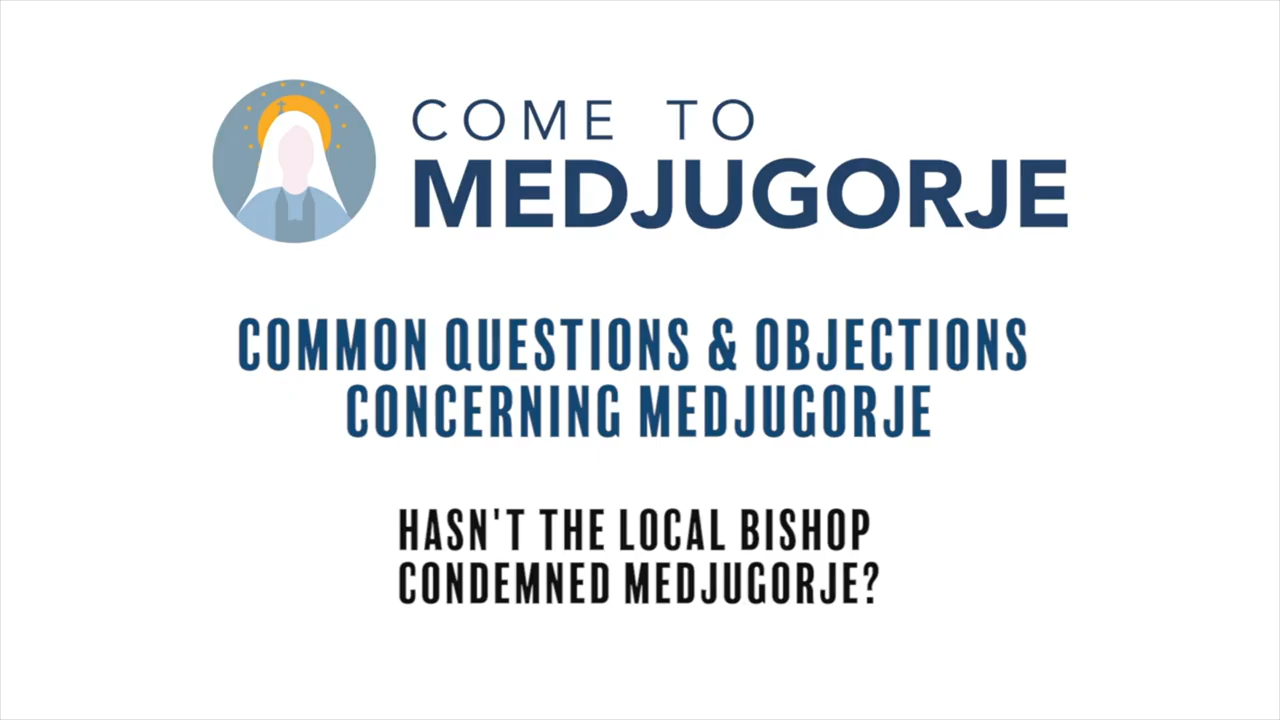 COME TO
MEDJUGORJE
COMMON QUESTIONS & OBJECTIONS
CONCERNING MEDJUGORJE
HASN'T THE LOCAL BISHOP
CONDEMNED MEDJUGORJE?